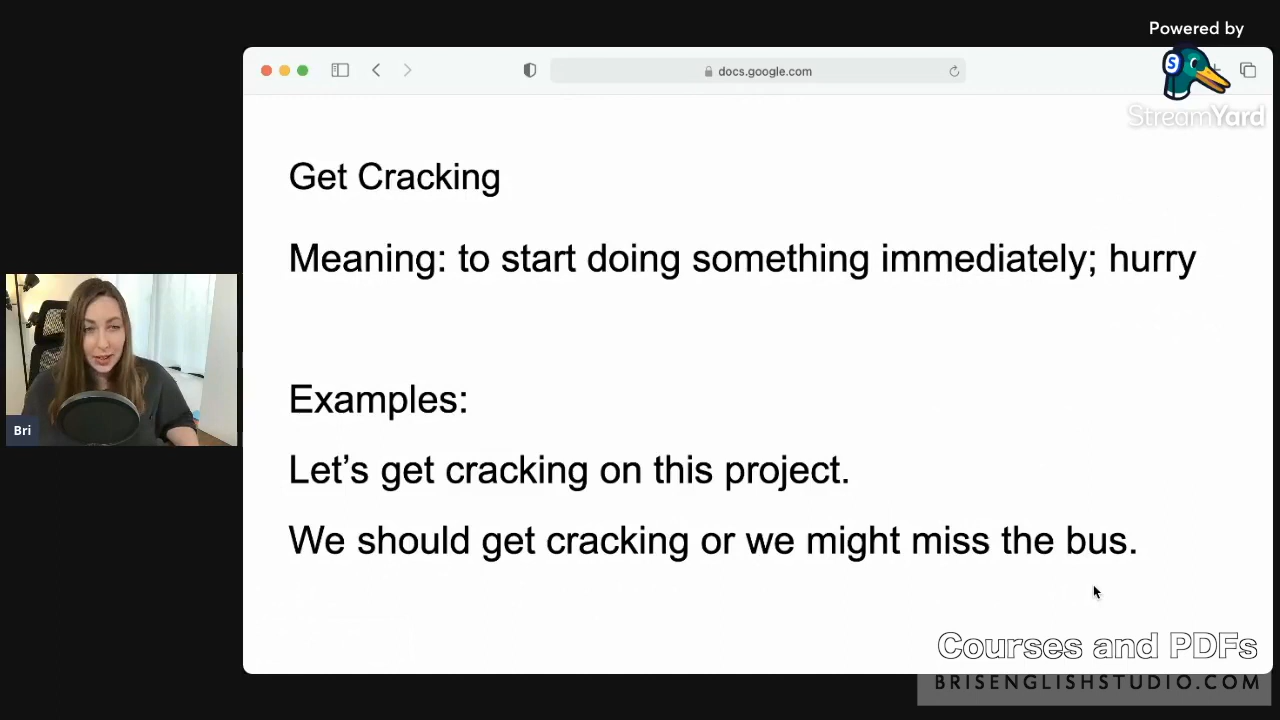 Powered by
docs.google.com
S
StreamYard
Get Cracking
Meaning: to start doing something immediately; hurry
Examples:
Let’s get cracking on this project.
We should get cracking or we might miss the bus.
Bri
Courses and PDFs
BRISENGLISHSTUDIO.COM